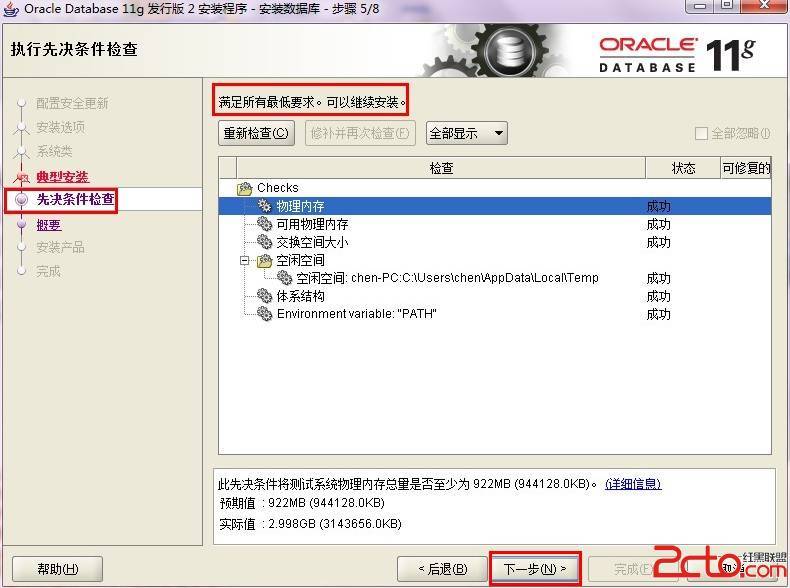 Oracle Database 11g 发行版 2 安装程序 - 安装数据库 - 步骤 5/8
执行先决条件检查
ORACLE
DATABASE
11g
配置安全更新
安装选项
系统类
典型安装
先决条件检查
概要
安装产品
完成
满足所有最低要求。可以继续安装。
重新检查(C) 修补并再次检查(F) 全部显示 全部忽略(I)
检查 状态 可修复的
Checks
物理内存 成功
可用物理内存 成功
交换空间大小 成功
空闲空间
空闲空间: chen-PC:C:\Users\chen\AppData\Local\Temp 成功
体系结构 成功
Environment variable: "PATH" 成功
此先决条件将测试系统物理内存总量是否至少为 922MB (944128.0KB)。 (详细信息)
预期值 : 922MB (944128.0KB)
实际值 : 2.998GB (3143656.0KB)
帮助(H) < 后退(B) 下一步(N) > 完成(F) 取消
2cto.com
红黑联盟